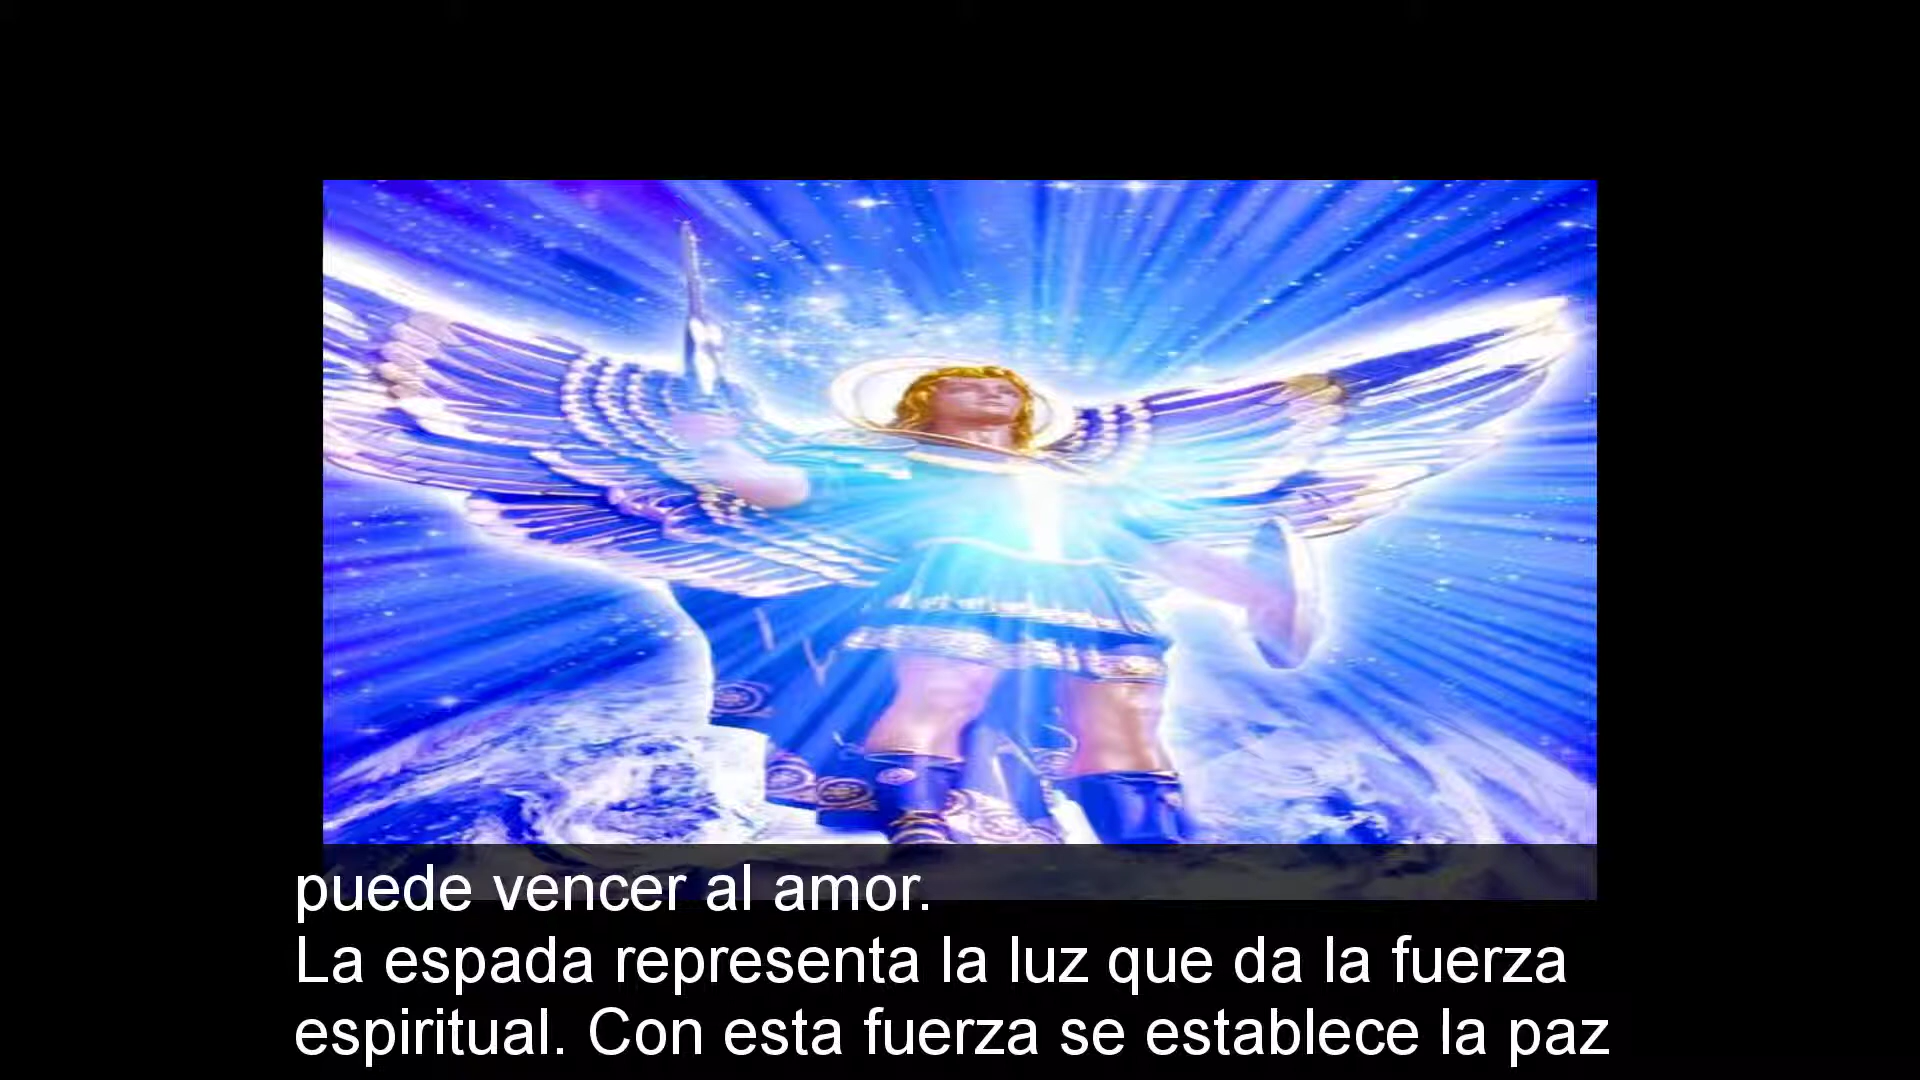 puede vencer al amor.
La espada representa la luz que da la fuerza
espiritual. Con esta fuerza se establece la paz